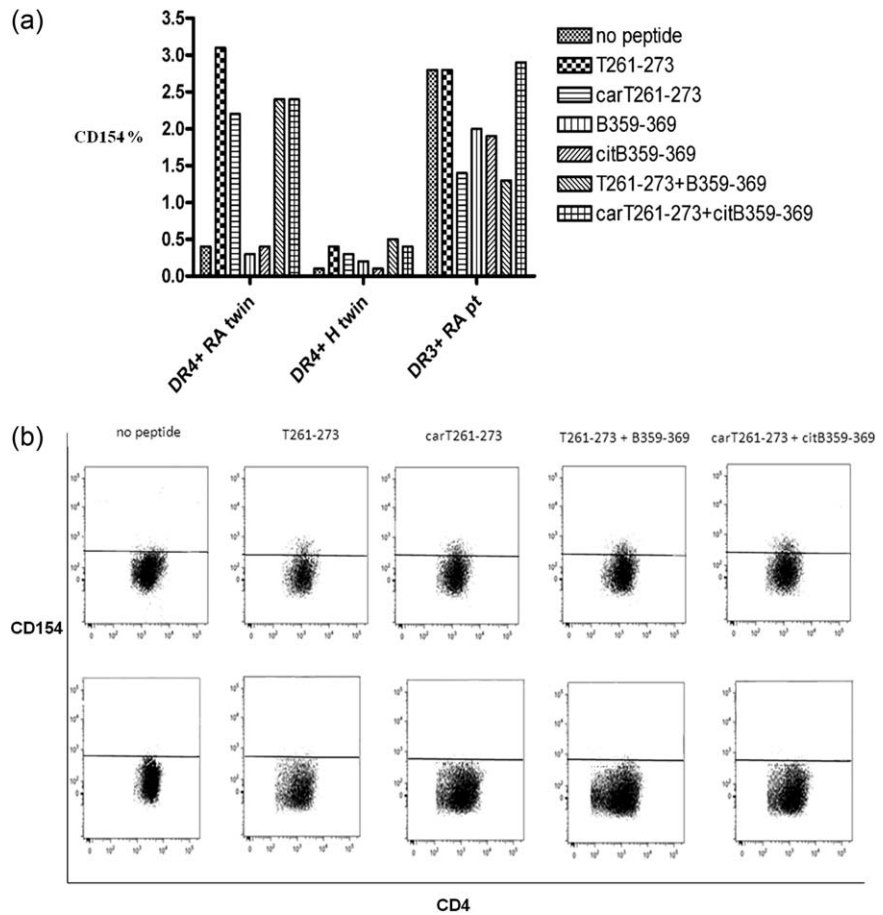 (a)
3.5
3.0
2.5
2.0
1.5
1.0
0.5
0.0
CD154 %
DR4+ RA twin
DR4+ H twin
DR3+ RA pt
no peptide
T261-273
carT261-273
B359-369
citB359-369
T261-273+B359-369
carT261-273+citB359-369
(b)
no peptide
T261-273
carT261-273
T261-273 + B359-369
carT261-273 + citB359-369
CD154
CD4